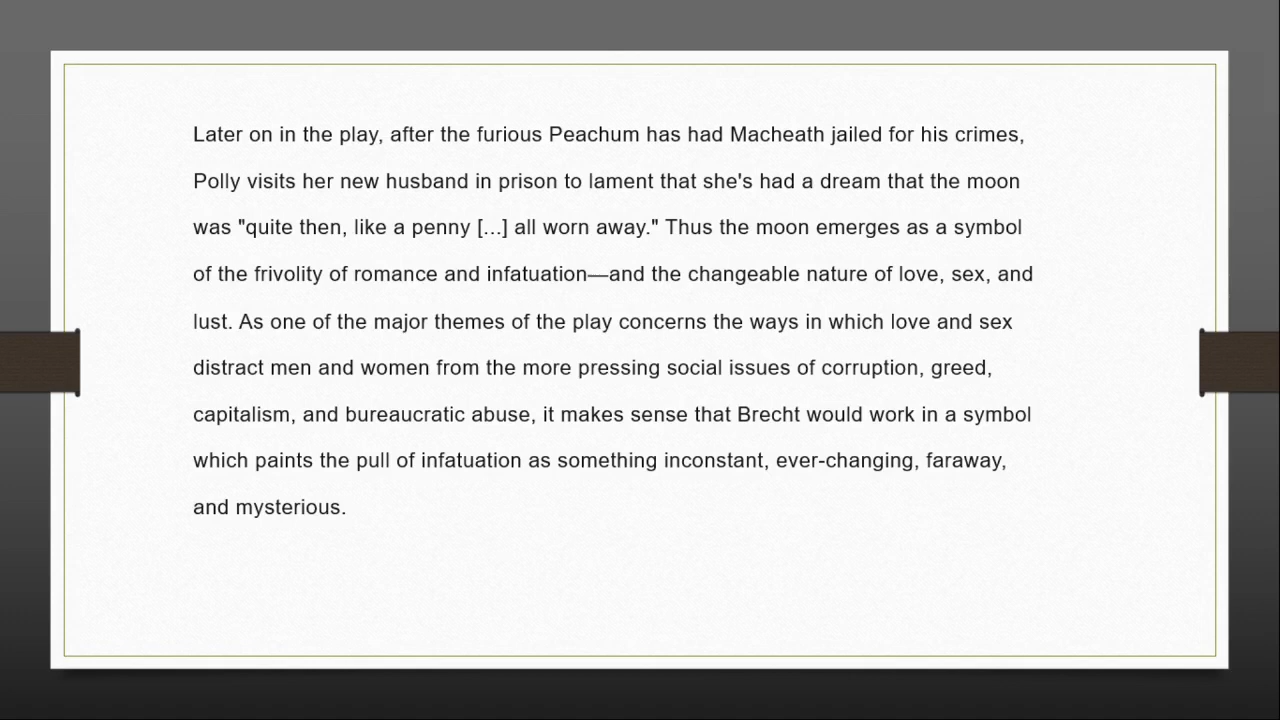 Later on in the play, after the furious Peachum has had Macheath jailed for his crimes,
Polly visits her new husband in prison to lament that she's had a dream that the moon
was "quite then, like a penny [...] all worn away." Thus the moon emerges as a symbol
of the frivolity of romance and infatuation—and the changeable nature of love, sex, and
lust. As one of the major themes of the play concerns the ways in which love and sex
distract men and women from the more pressing social issues of corruption, greed,
capitalism, and bureaucratic abuse, it makes sense that Brecht would work in a symbol
which paints the pull of infatuation as something inconstant, ever-changing, faraway,
and mysterious.